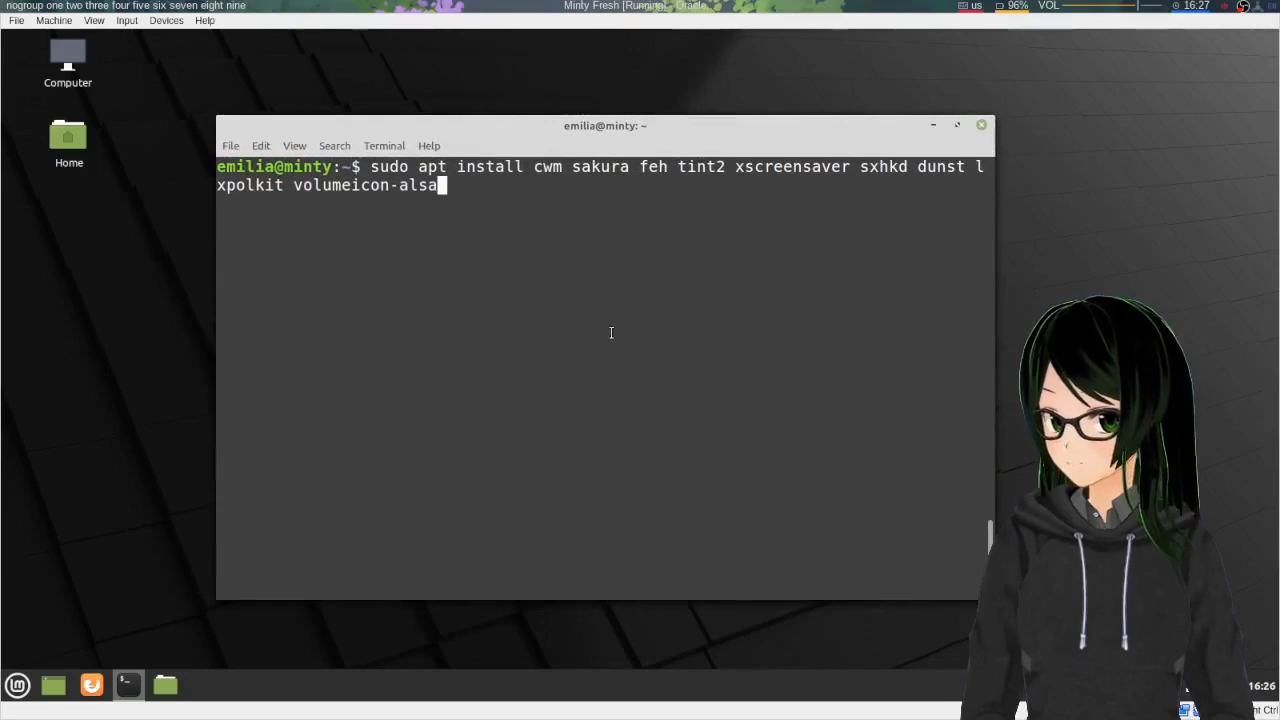 nogroup one two three four five six seven eight nine
Minty Fresh [Running] - Oracle
us 96% VOL 16:27
File Machine View Input Devices Help
Computer
Home
emilia@minty: ~
File Edit View Search Terminal Help
emilia@minty:~$ sudo apt install cwm sakura feh tint2 xscreensaver sxhkd dunst l
xpolkit volumeicon-alsa
16:26
Ctrl